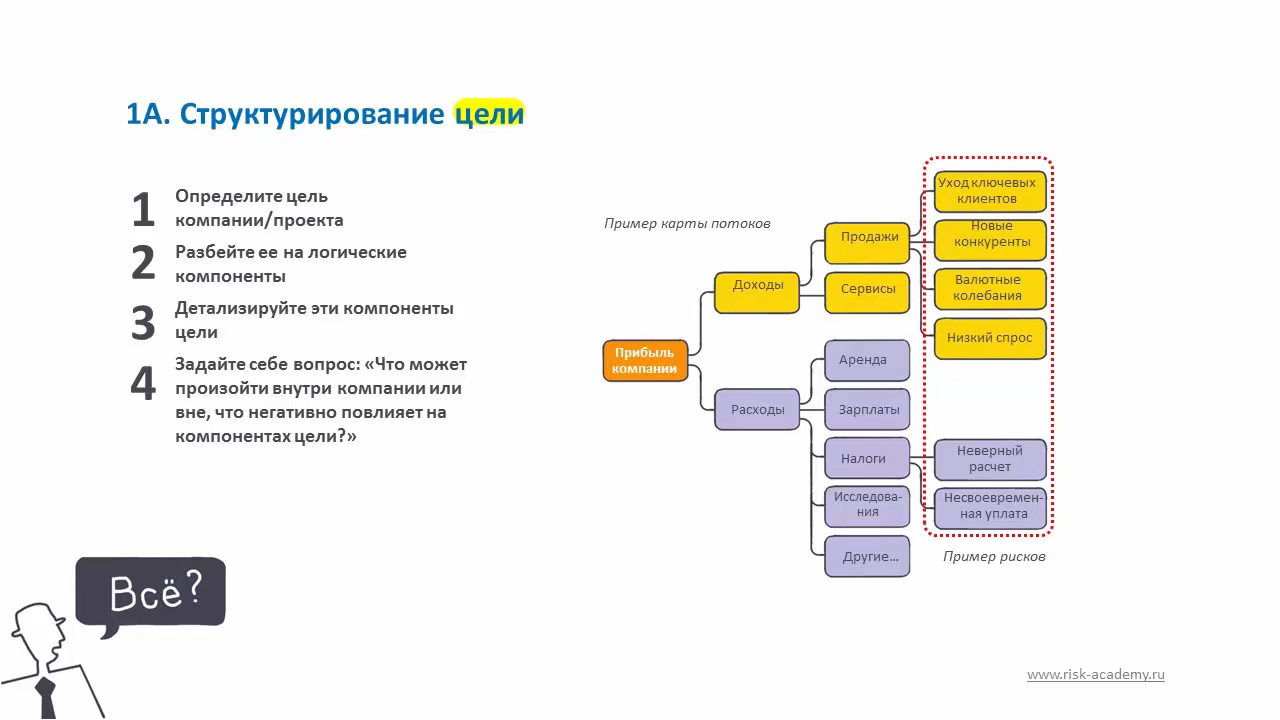 1А. Структурирование цели
1
Определите цель
компании/проекта
2
Разбейте ее на логические
компоненты
3
Детализируйте эти компоненты
цели
4
Задайте себе вопрос: «Что может
произойти внутри компании или
вне, что негативно повлияет на
компонентах цели?»
Всё?
Пример карты потоков
Прибыль
компании
Доходы
Продажи
Сервисы
Уход ключевых
клиентов
Новые
конкуренты
Валютные
колебания
Низкий спрос
Расходы
Аренда
Зарплаты
Налоги
Исследова-
ния
Другие...
Неверный
расчет
Несвоевремен-
ная уплата
Пример рисков
www.risk-academy.ru